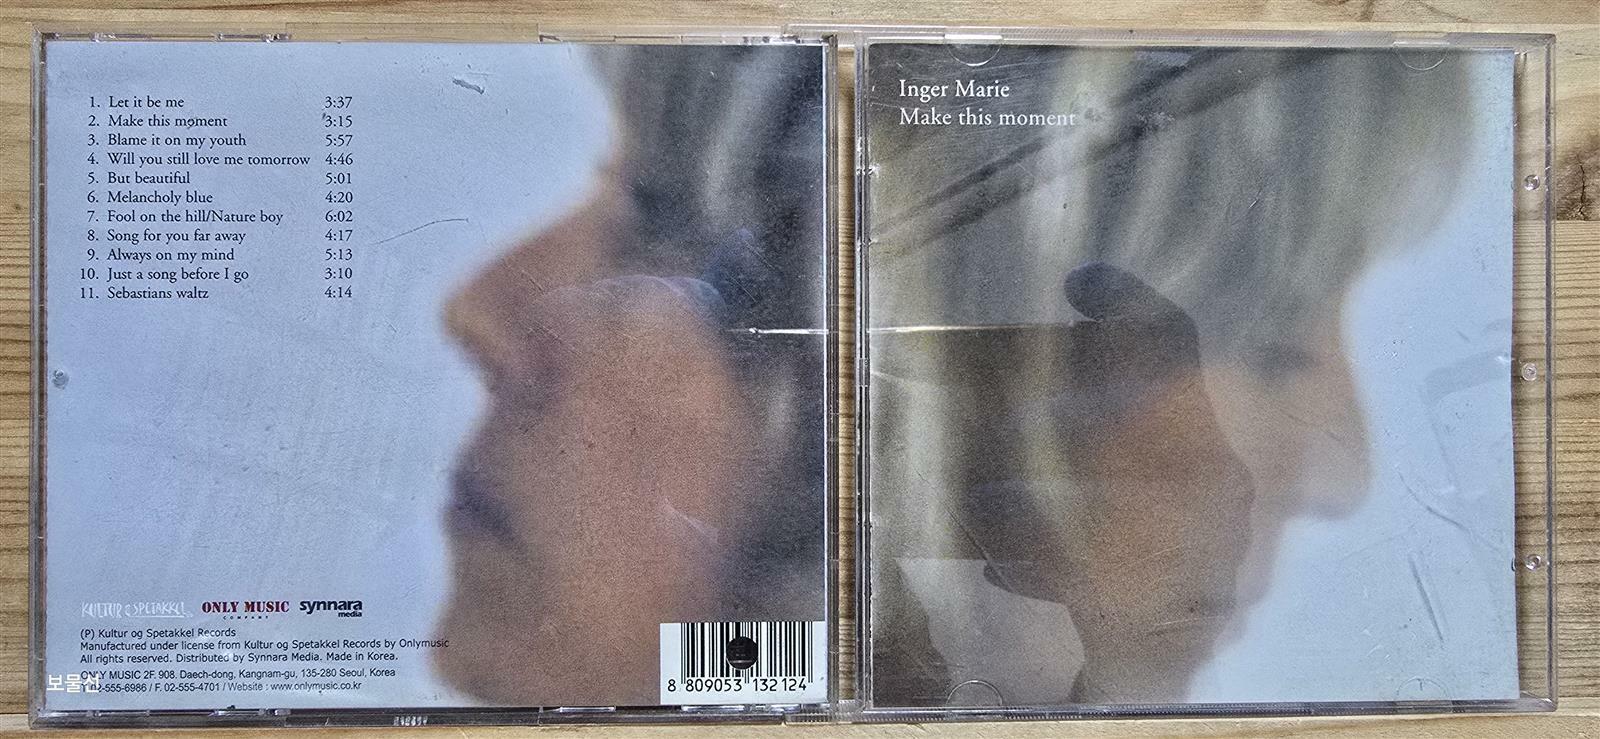 1. Let it be me 3:37
2. Make this moment 3:15
3. Blame it on my youth 5:57
4. Will you still love me tomorrow 4:46
5. But beautiful 5:01
6. Melancholy blue 4:20
7. Fool on the hill/Nature boy 6:02
8. Song for you far away 4:17
9. Always on my mind 5:13
10. Just a song before I go 3:10
11. Sebastians waltz 4:14
KULTUR & SPETAKKEL ONLY MUSIC COMPANY synnara media
(P) Kultur og Spetakkel Records
Manufactured under license from Kultur og Spetakkel Records by Onlymusic
All rights reserved. Distributed by Synnara Media. Made in Korea.
ONLY MUSIC 2F. 908. Daech-dong, Kangnam-gu, 135-280 Seoul, Korea
2-555-6986 / F. 02-555-4701 / Website : www.onlymusic.co.kr
보물선
8 809053 132124
Inger Marie
Make this moment